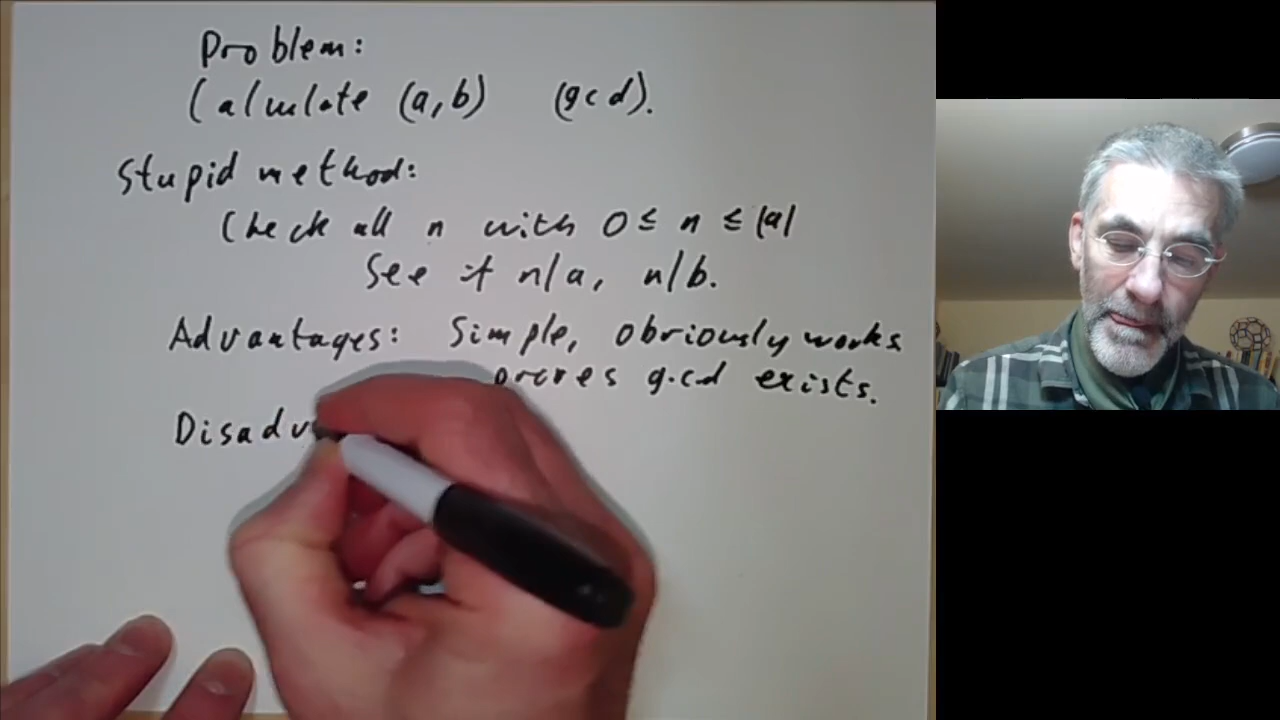 Problem:
Calculate (a,b) (gcd).
Stupid method:
Check all n with 0 ≤ n ≤ |a|
See if n/a, n/b.
Advantages: Simple, obviously works
proves g.c.d exists.
Disadv